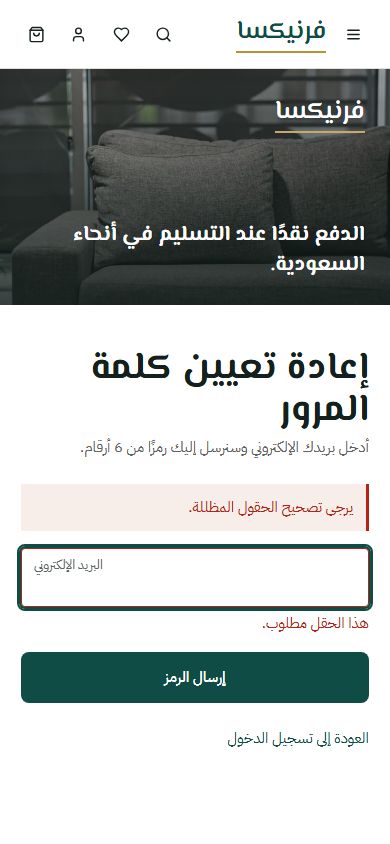 فرنيكسا
فرنيكسا
الدفع نقدًا عند التسليم في أنحاء
السعودية.
إعادة تعيين كلمة
المرور
أدخل بريدك الإلكتروني وسنرسل إليك رمزًا من 6 أرقام.
يرجى تصحيح الحقول المظللة.
البريد الإلكتروني
هذا الحقل مطلوب.
إرسال الرمز
العودة إلى تسجيل الدخول